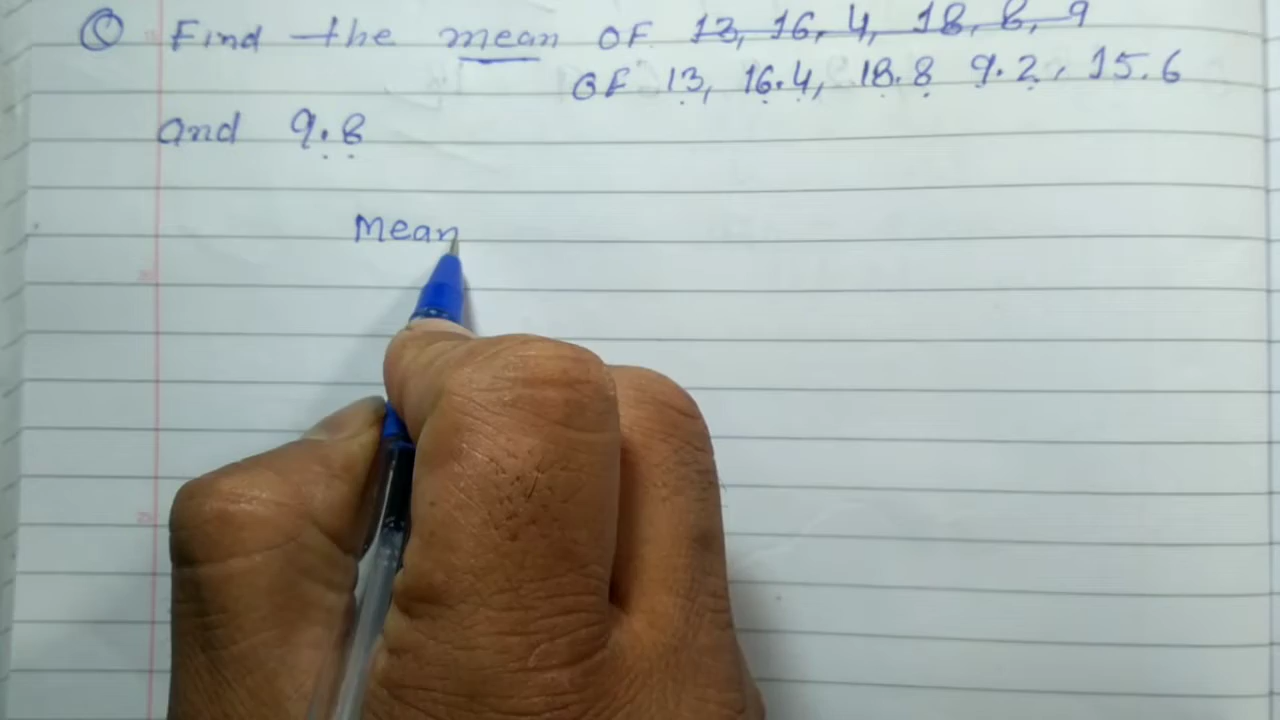 Q Find the mean OF 13, 16, 4, 18, 8, 9
OF 13, 16.4, 18.8 9.2, 15.6
and 9.8
Mean